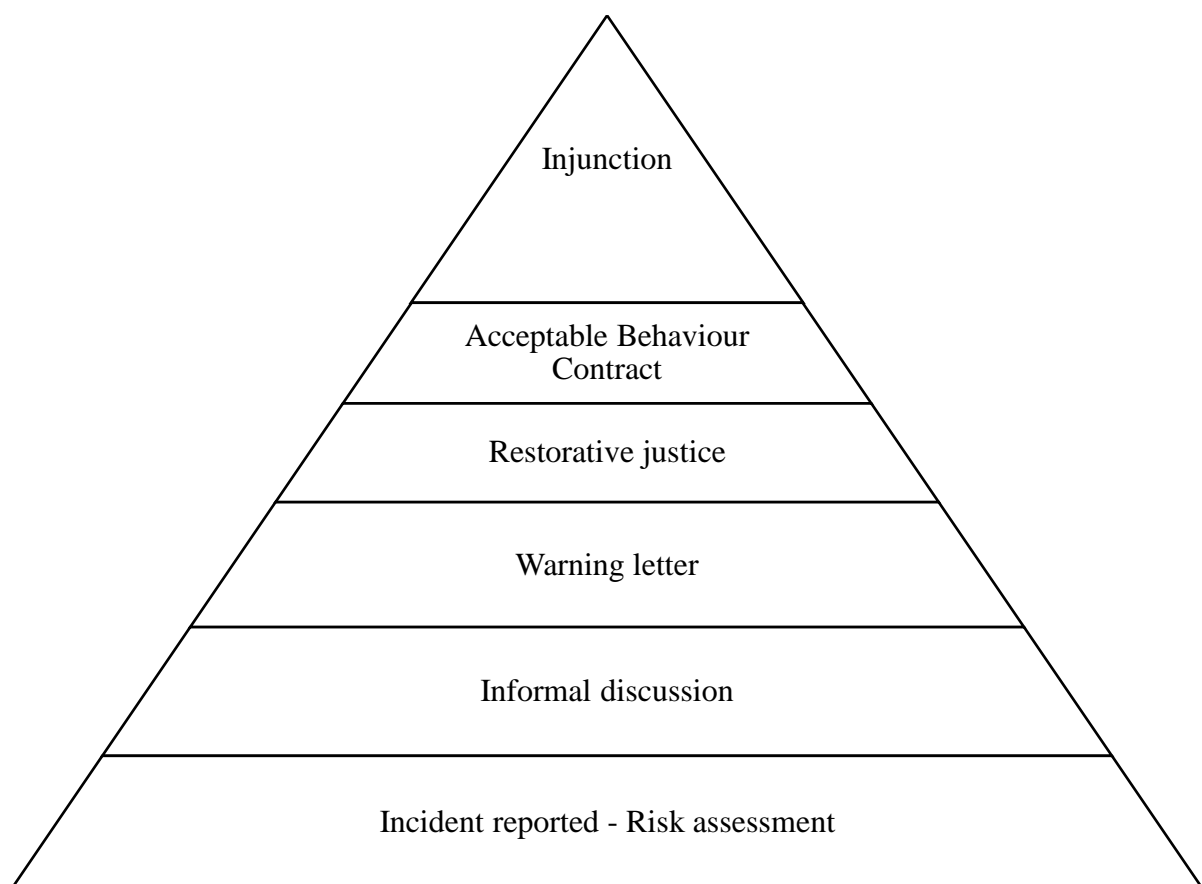 Injunction
Acceptable Behaviour
Contract
Restorative justice
Warning letter
Informal discussion
Incident reported - Risk assessment